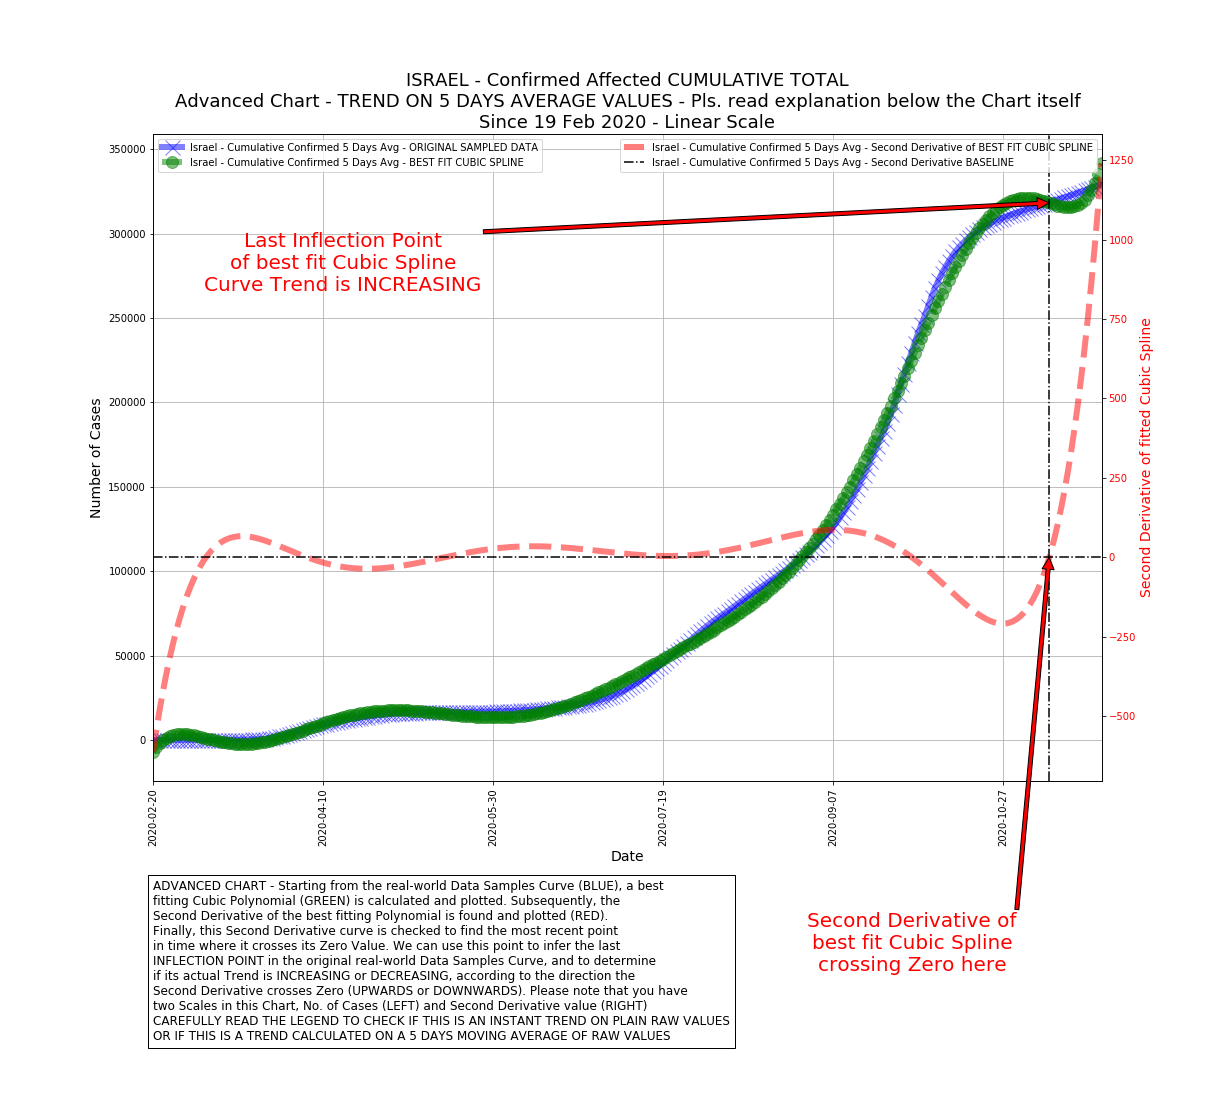 ISRAEL - Confirmed Affected CUMULATIVE TOTAL
Advanced Chart - TREND ON 5 DAYS AVERAGE VALUES - Pls. read explanation below the Chart itself
Since 19 Feb 2020 - Linear Scale
Israel - Cumulative Confirmed 5 Days Avg - ORIGINAL SAMPLED DATA
Israel - Cumulative Confirmed 5 Days Avg - BEST FIT CUBIC SPLINE
Israel - Cumulative Confirmed 5 Days Avg - Second Derivative of BEST FIT CUBIC SPLINE
Israel - Cumulative Confirmed 5 Days Avg - Second Derivative BASELINE
350000
300000
250000
200000
150000
100000
50000
0
Number of Cases
1250
1000
750
500
250
0
−250
−500
Second Derivative of fitted Cubic Spline
Last Inflection Point
of best fit Cubic Spline
Curve Trend is INCREASING
2020-02-20
2020-04-10
2020-05-30
2020-07-19
2020-09-07
2020-10-27
Date
ADVANCED CHART - Starting from the real-world Data Samples Curve (BLUE), a best
fitting Cubic Polynomial (GREEN) is calculated and plotted. Subsequently, the
Second Derivative of the best fitting Polynomial is found and plotted (RED).
Finally, this Second Derivative curve is checked to find the most recent point
in time where it crosses its Zero Value. We can use this point to infer the last
INFLECTION POINT in the original real-world Data Samples Curve, and to determine
if its actual Trend is INCREASING or DECREASING, according to the direction the
Second Derivative crosses Zero (UPWARDS or DOWNWARDS). Please note that you have
two Scales in this Chart, No. of Cases (LEFT) and Second Derivative value (RIGHT)
CAREFULLY READ THE LEGEND TO CHECK IF THIS IS AN INSTANT TREND ON PLAIN RAW VALUES
OR IF THIS IS A TREND CALCULATED ON A 5 DAYS MOVING AVERAGE OF RAW VALUES
Second Derivative of
best fit Cubic Spline
crossing Zero here